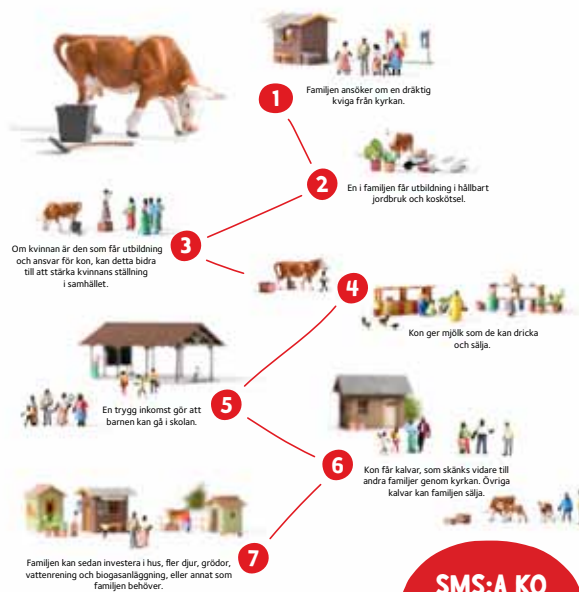 1
Familjen ansöker om en dräktig
kviga från kyrkan.
2
En i familjen får utbildning i hållbart
jordbruk och koskötsel.
3
Om kvinnan är den som får utbildning
och ansvar för kon, kan detta bidra
till att stärka kvinnans ställning
i samhället.
4
Kon ger mjölk som de kan dricka
och sälja.
5
En trygg inkomst gör att
barnen kan gå i skolan.
6
Kon får kalvar, som skänks vidare till
andra familjer genom kyrkan. Övriga
kalvar kan familjen sälja.
7
Familjen kan sedan investera i hus, fler djur, grödor,
vattenrening och biogasanläggning, eller annat som
familjen behöver.
SMS:A KO